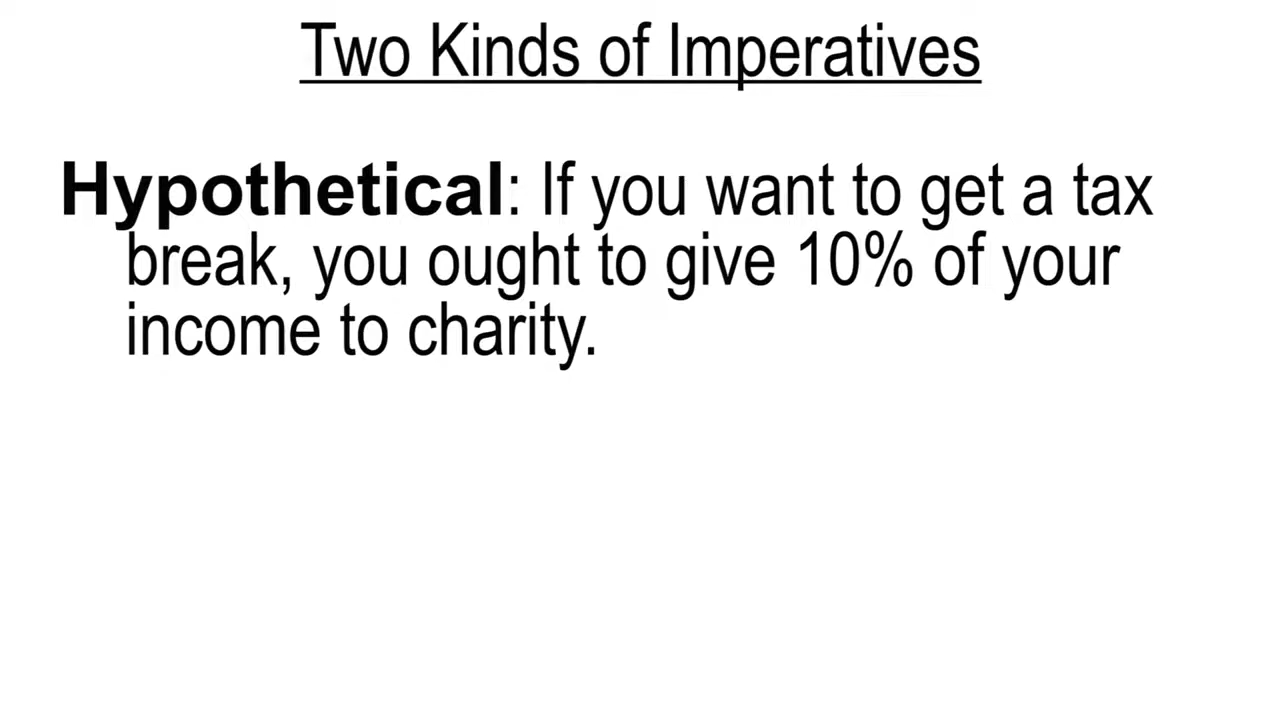 Two Kinds of Imperatives
Hypothetical: If you want to get a tax
break, you ought to give 10% of your
income to charity.